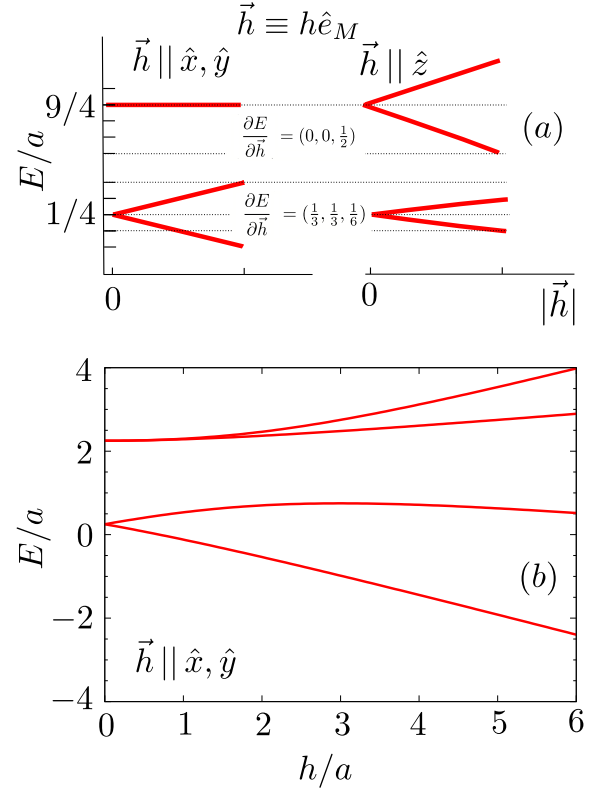 h⃗ ≡ hê_M
h⃗ || x̂, ŷ
h⃗ || ẑ
9/4
∂E/∂h⃗ = (0, 0, 1/2)
(a)
E/a
1/4
∂E/∂h⃗ = (1/3, 1/3, 1/6)
0
0
|h⃗|
4
2
0
−2
−4
E/a
(b)
h⃗ || x̂, ŷ
0 1 2 3 4 5 6
h/a